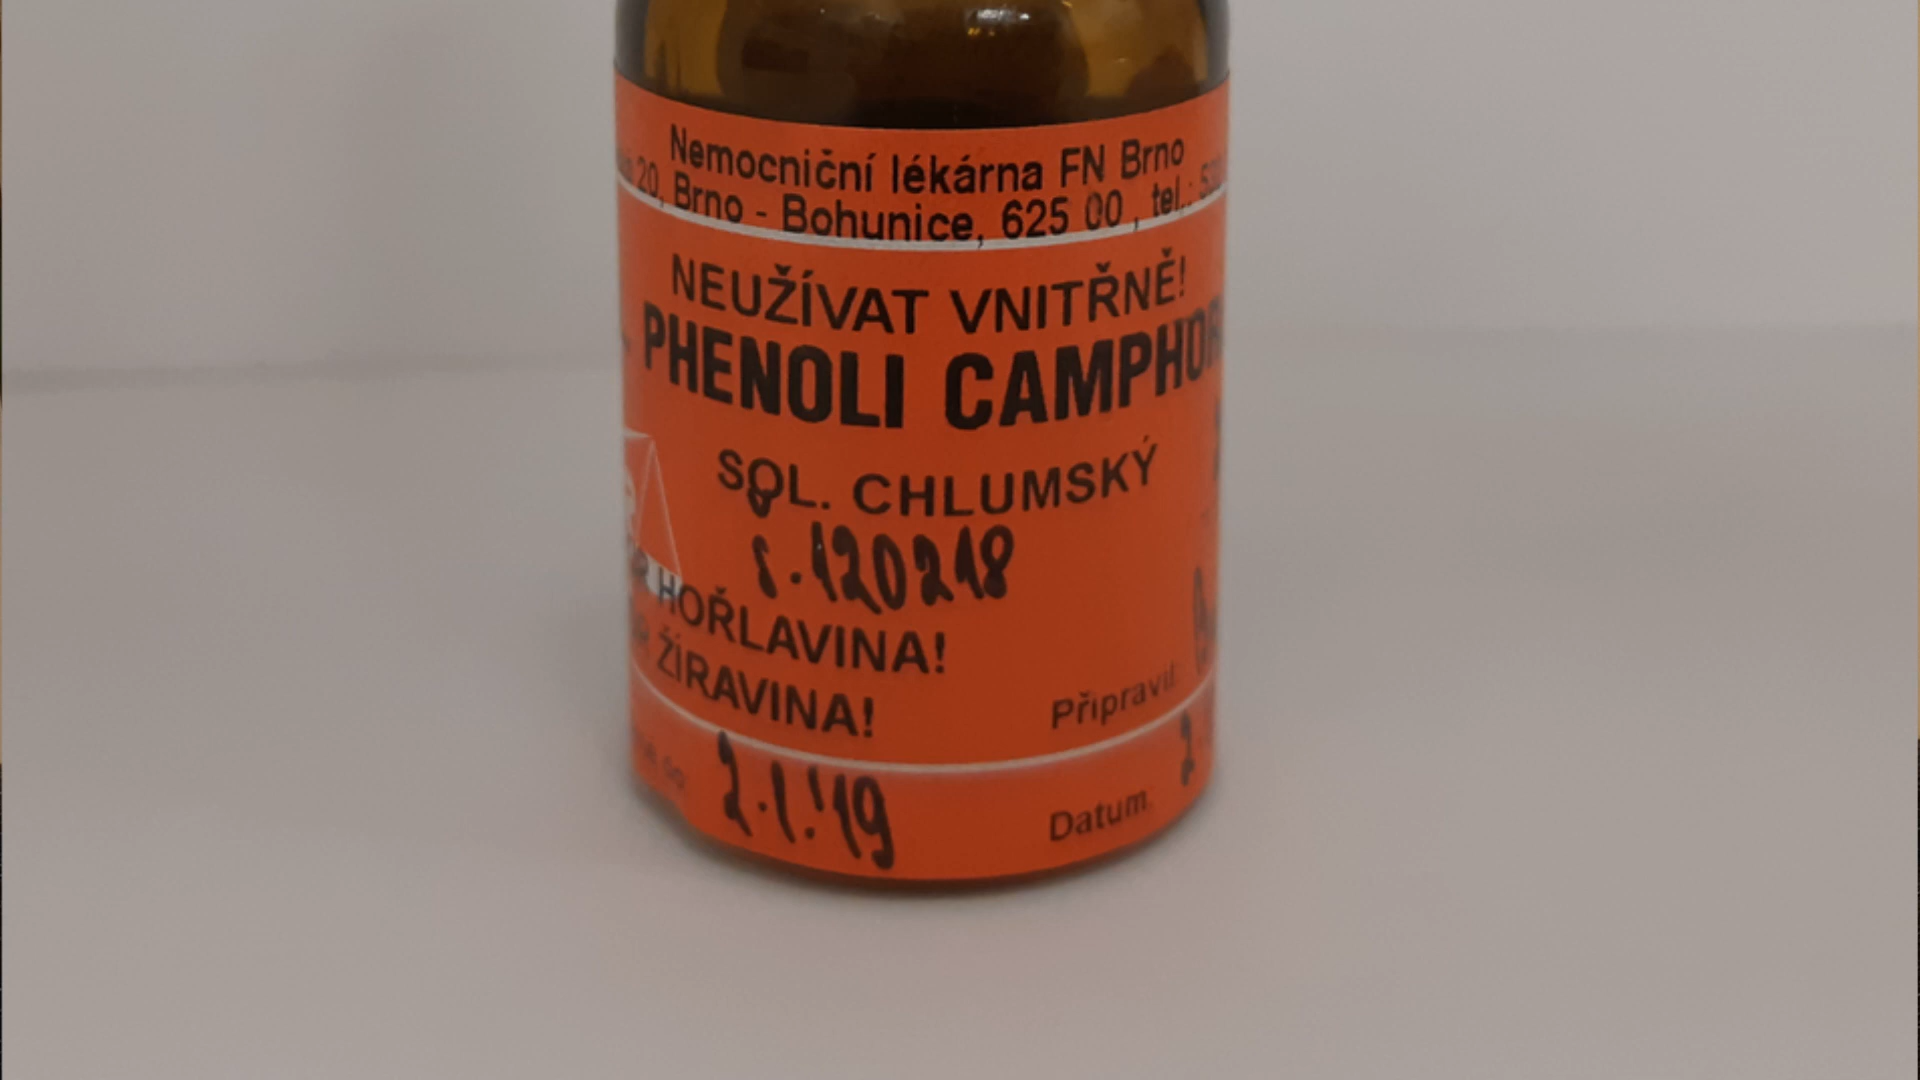 Nemocniční lékárna FN Brno
20, Brno - Bohunice, 625 00, tel.:
NEUŽÍVAT VNITŘNĚ!
PHENOLI CAMPHOR
SOL. CHLUMSKÝ
š.120218
HOŘLAVINA!
ŽÍRAVINA!
Připravil:
2.1.'19
Datum: 2